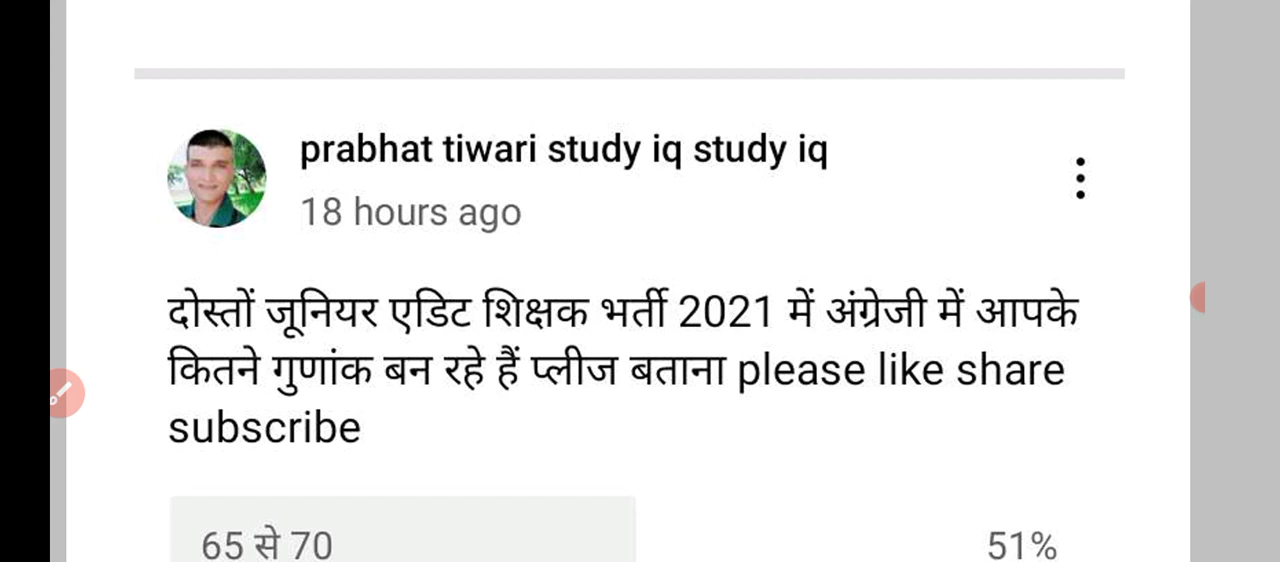 prabhat tiwari study iq study iq
18 hours ago
दोस्तों जूनियर एडिट शिक्षक भर्ती 2021 में अंग्रेजी में आपके
कितने गुणांक बन रहे हैं प्लीज बताना please like share
subscribe
65 से 70 51%